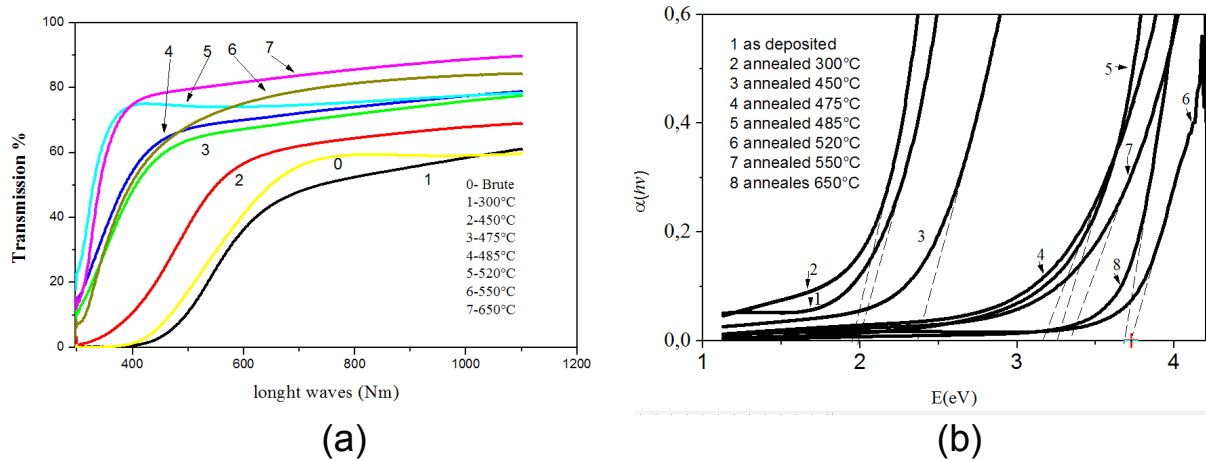 100
80
60
40
20
0
Transmission %
4
5
6
7
3
2
0
1
0- Brute
1-300°C
2-450°C
3-475°C
4-485°C
5-520°C
6-550°C
7-650°C
400
600
800
1000
1200
longht waves (Nm)
(a)
0,6
0,4
0,2
0,0
α(hν)
1 as deposited
2 annealed 300°C
3 annealed 450°C
4 annealed 475°C
5 annealed 485°C
6 annealed 520°C
7 annealed 550°C
8 anneales 650°C
5
6
7
3
4
8
2
1
1
2
3
4
E(eV)
(b)